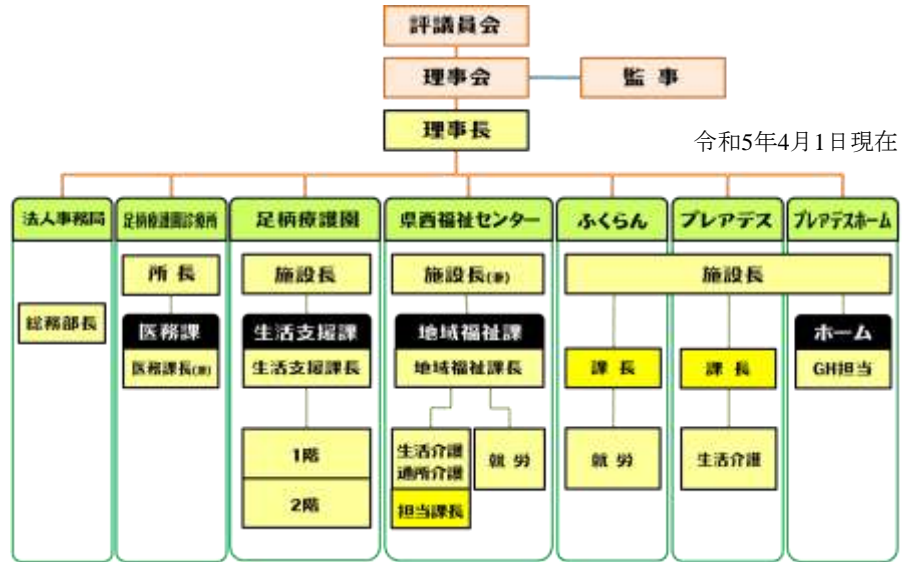 評議員会
理事会
監事
理事長
令和5年4月1日現在
法人事務局
足柄療護園診療所
足柄療護園
県西福祉センター
ふくらん
プレアデス
プレアデスホーム
所長
施設長
施設長(兼)
施設長
総務部長
医務課
医務課長(兼)
生活支援課
生活支援課長
地域福祉課
地域福祉課長
課長
課長
ホーム
GH担当
1階
2階
生活介護
通所介護
担当課長
就労
就労
生活介護